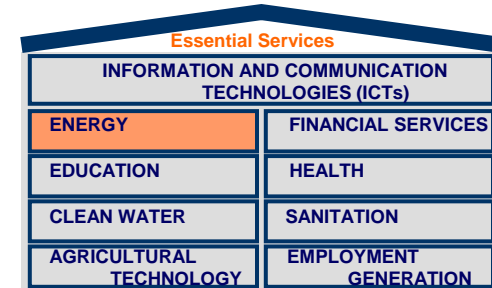 Essential Services
INFORMATION AND COMMUNICATION
TECHNOLOGIES (ICTs)
ENERGY
FINANCIAL SERVICES
EDUCATION
HEALTH
CLEAN WATER
SANITATION
AGRICULTURAL
TECHNOLOGY
EMPLOYMENT
GENERATION